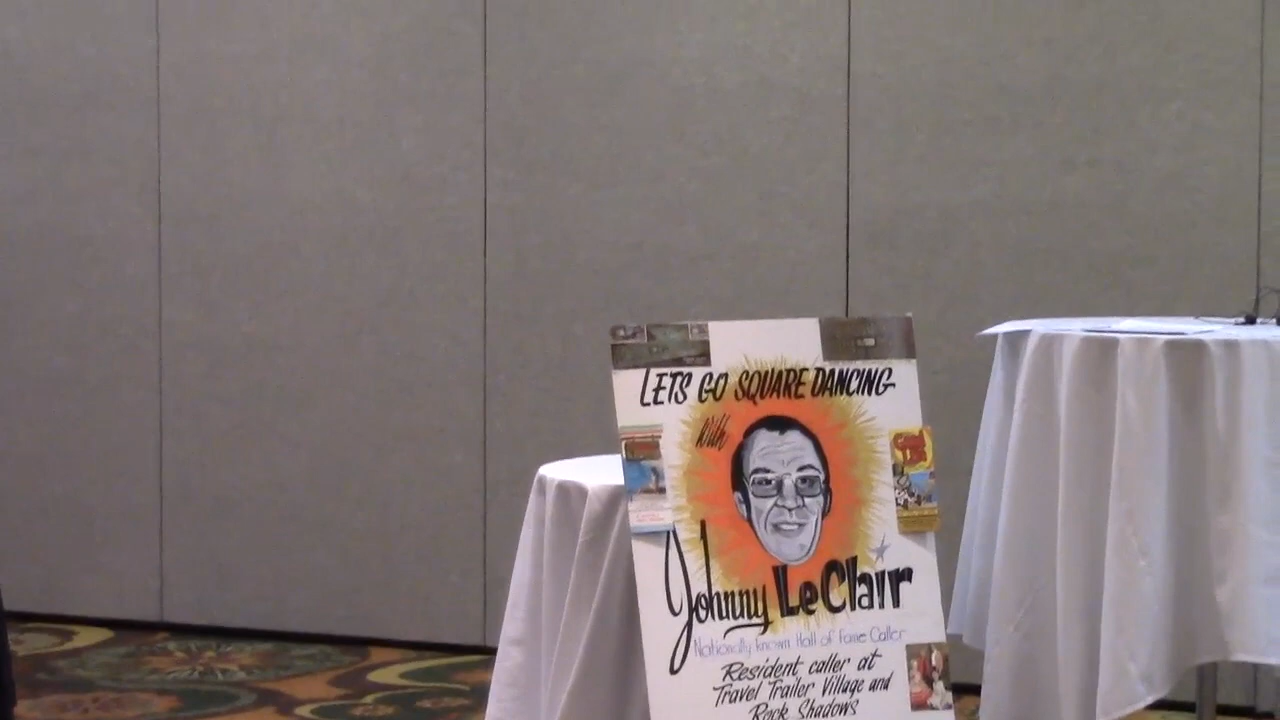 LETS GO SQUARE DANCING
With
Johnny LeClair
Nationally known Hall of Fame Caller
Resident caller at
Travel Trailer Village and
Rock Shadows